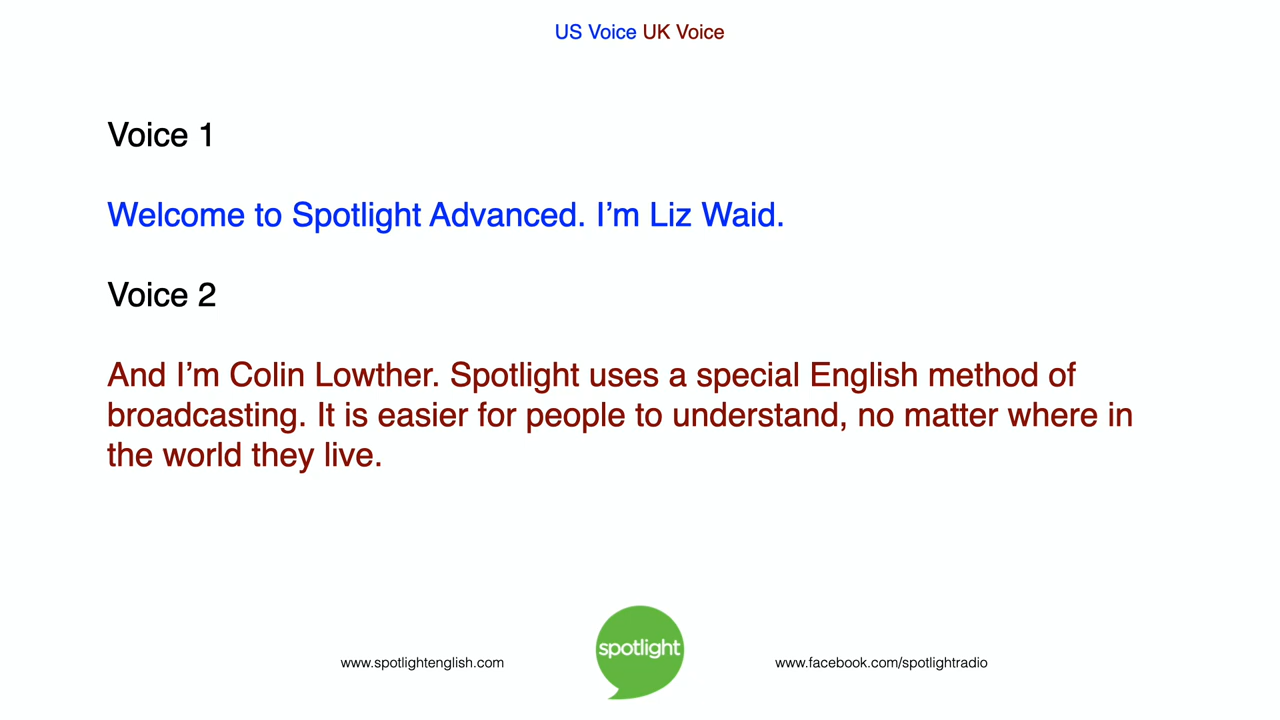 US Voice UK Voice
Voice 1
Welcome to Spotlight Advanced. I’m Liz Waid.
Voice 2
And I’m Colin Lowther. Spotlight uses a special English method of
broadcasting. It is easier for people to understand, no matter where in
the world they live.
www.spotlightenglish.com
spotlight
www.facebook.com/spotlightradio